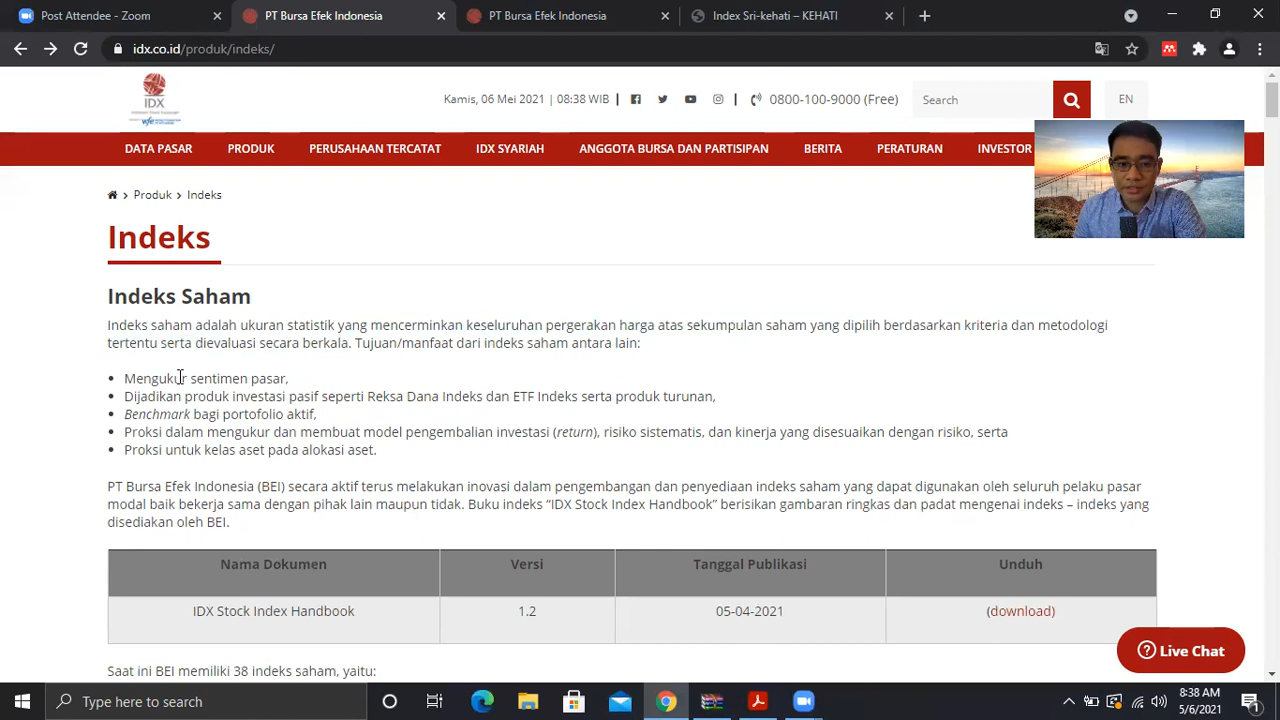 Post Attendee - Zoom
PT Bursa Efek Indonesia
PT Bursa Efek Indonesia
Index Sri-kehati – KEHATI
idx.co.id/produk/indeks/
IDX
Kamis, 06 Mei 2021 | 08:38 WIB
0800-100-9000 (Free)
Search
EN
DATA PASAR
PRODUK
PERUSAHAAN TERCATAT
IDX SYARIAH
ANGGOTA BURSA DAN PARTISIPAN
BERITA
PERATURAN
INVESTOR
Produk > Indeks
Indeks
Indeks Saham
Indeks saham adalah ukuran statistik yang mencerminkan keseluruhan pergerakan harga atas sekumpulan saham yang dipilih berdasarkan kriteria dan metodologi
tertentu serta dievaluasi secara berkala. Tujuan/manfaat dari indeks saham antara lain:
• Mengukur sentimen pasar,
• Dijadikan produk investasi pasif seperti Reksa Dana Indeks dan ETF Indeks serta produk turunan,
• Benchmark bagi portofolio aktif,
• Proksi dalam mengukur dan membuat model pengembalian investasi (return), risiko sistematis, dan kinerja yang disesuaikan dengan risiko, serta
• Proksi untuk kelas aset pada alokasi aset.
PT Bursa Efek Indonesia (BEI) secara aktif terus melakukan inovasi dalam pengembangan dan penyediaan indeks saham yang dapat digunakan oleh seluruh pelaku pasar
modal baik bekerja sama dengan pihak lain maupun tidak. Buku indeks “IDX Stock Index Handbook” berisikan gambaran ringkas dan padat mengenai indeks – indeks yang
disediakan oleh BEI.
Nama Dokumen
Versi
Tanggal Publikasi
Unduh
IDX Stock Index Handbook
1.2
05-04-2021
(download)
Saat ini BEI memiliki 38 indeks saham, yaitu:
Live Chat
Type here to search
8:38 AM
5/6/2021